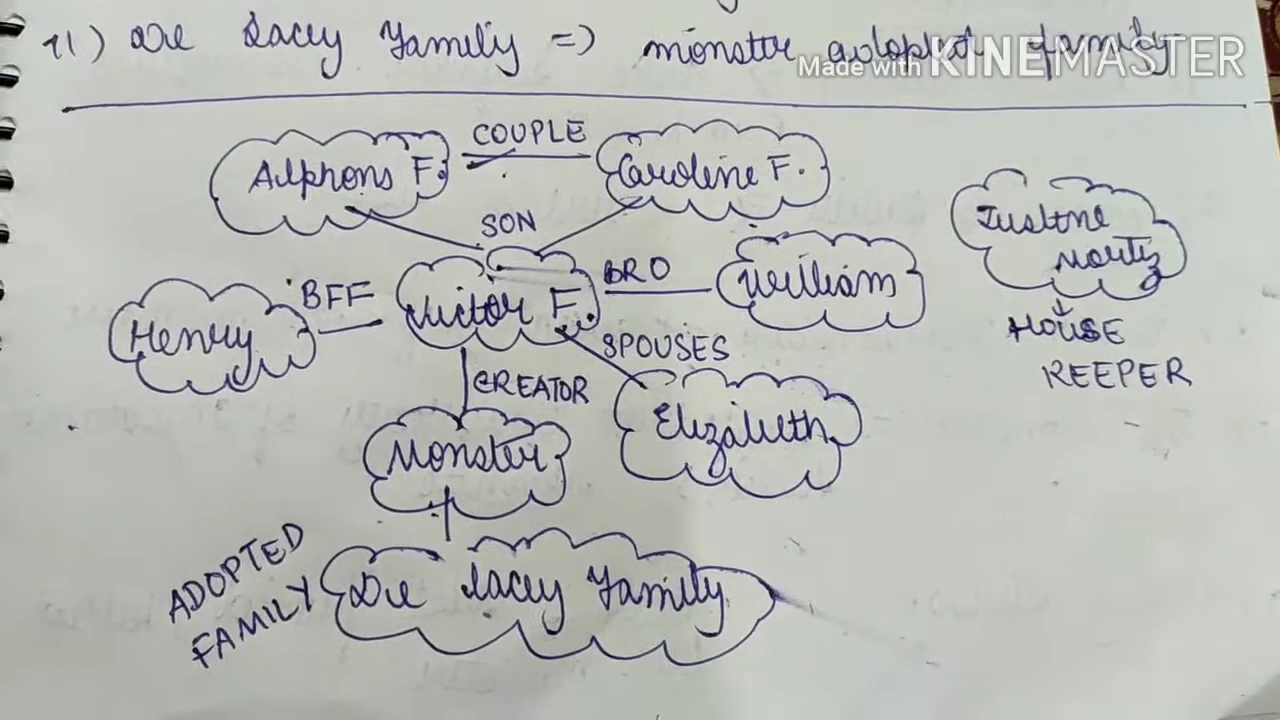 11) De Lacey Family => monster adopted family
Made with KINEMASTER
COUPLE
Alphons F.
Caroline F.
SON
Justine
Moritz
BRO
William
BFF
Victor F.
Henry
SPOUSES
HOUSE
KEEPER
CREATOR
Elizabeth
Monster
ADOPTED
FAMILY
De Lacey Family